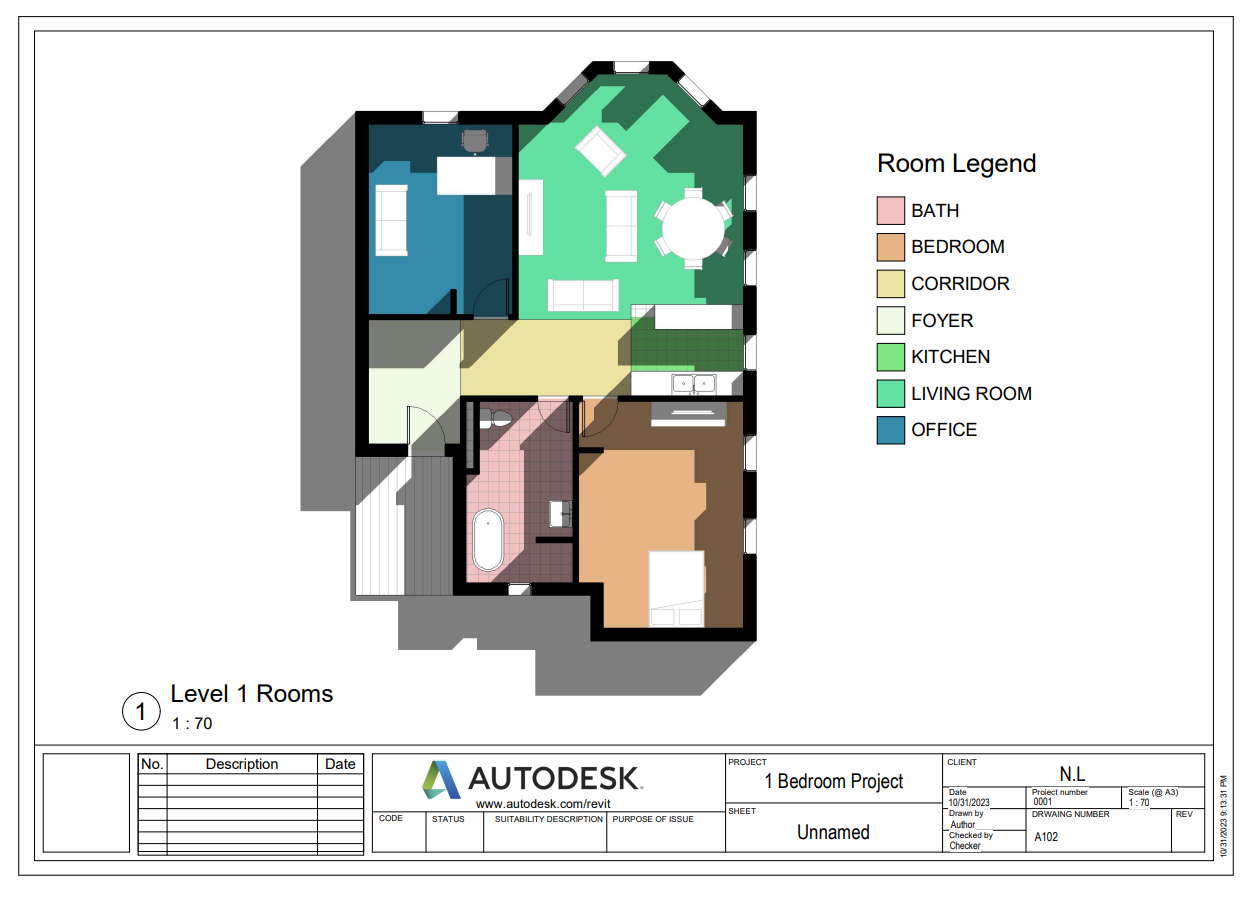 Room Legend
BATH
BEDROOM
CORRIDOR
FOYER
KITCHEN
LIVING ROOM
OFFICE
1
Level 1 Rooms
1 : 70
No. Description Date
AUTODESK.
www.autodesk.com/revit
CODE STATUS SUITABILITY DESCRIPTION PURPOSE OF ISSUE
PROJECT
1 Bedroom Project
SHEET
Unnamed
CLIENT
N.L
Date
10/31/2023
Project number
0001
Scale (@ A3)
1 : 70
Drawn by
Author
Checked by
Checker
DRWAING NUMBER
A102
REV
10/31/2023 9:13:31 PM